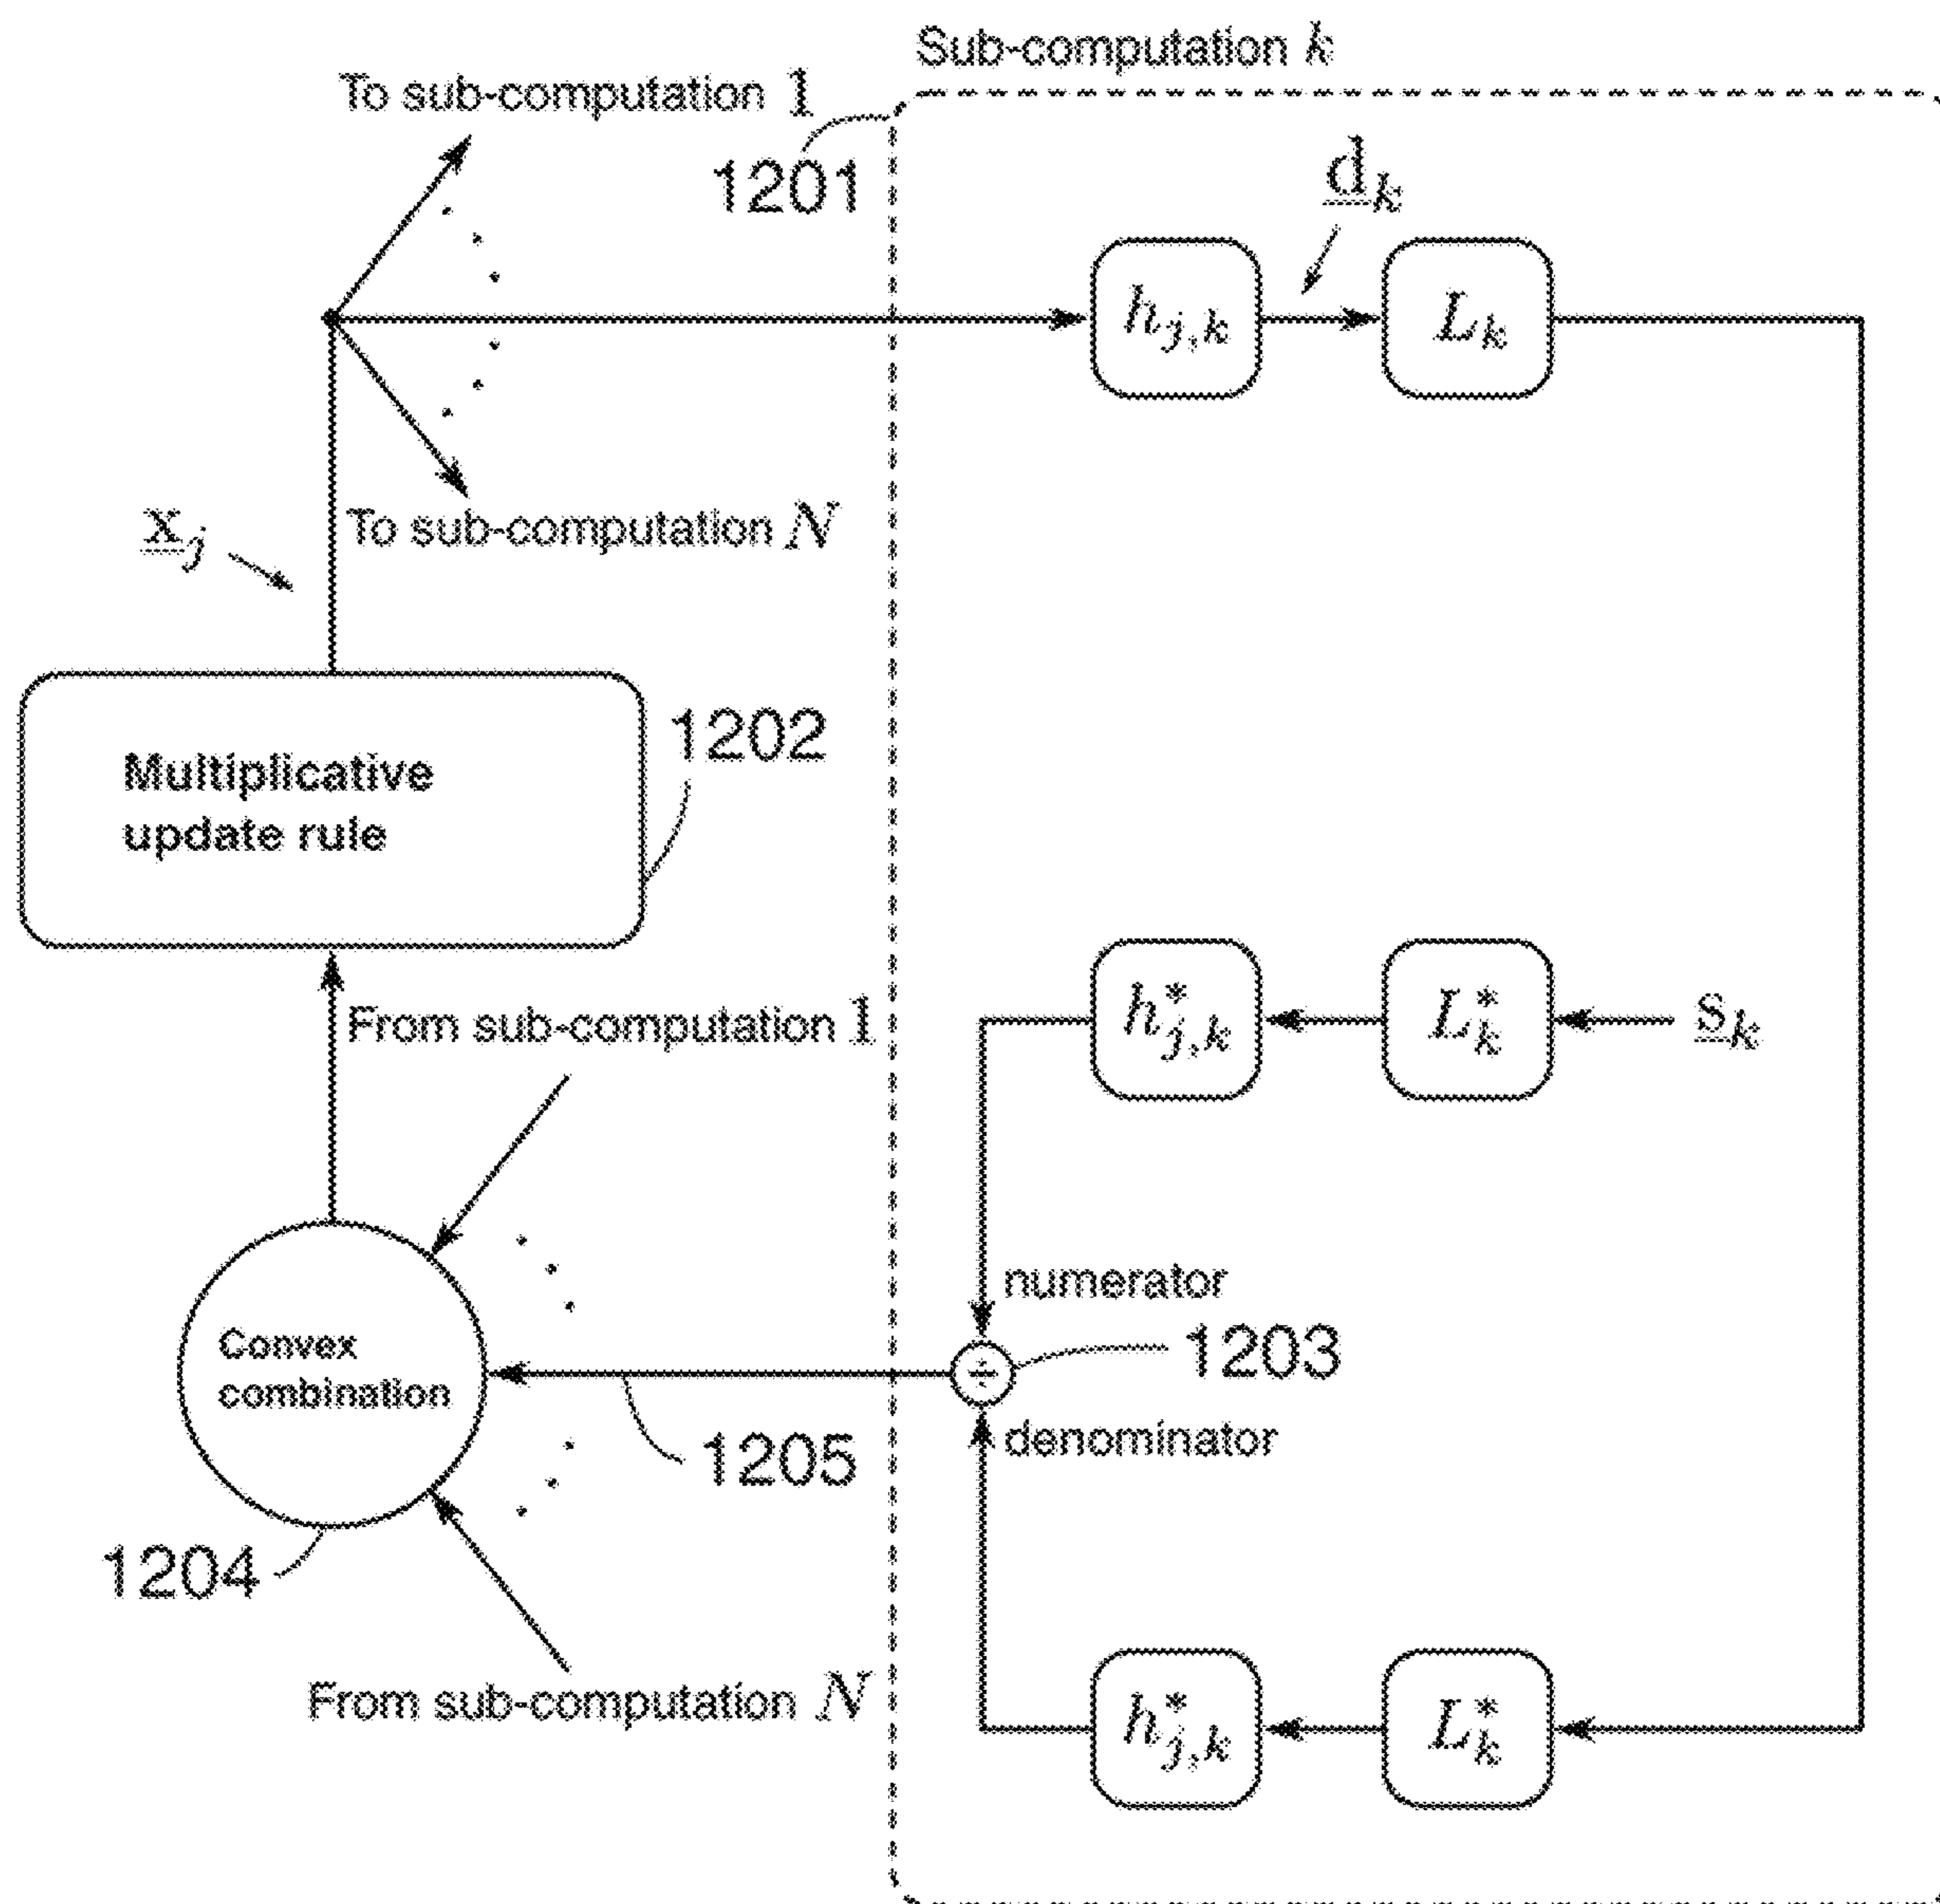 Sub-computation k
To sub-computation 1
1201
d_k
h_{j,k}
L_k
x_j
To sub-computation N
1202
Multiplicative
update rule
From sub-computation 1
h*_{j,k}
L*_k
s_k
numerator
1203
Convex
combination
÷
denominator
1205
1204
From sub-computation N
h*_{j,k}
L*_k